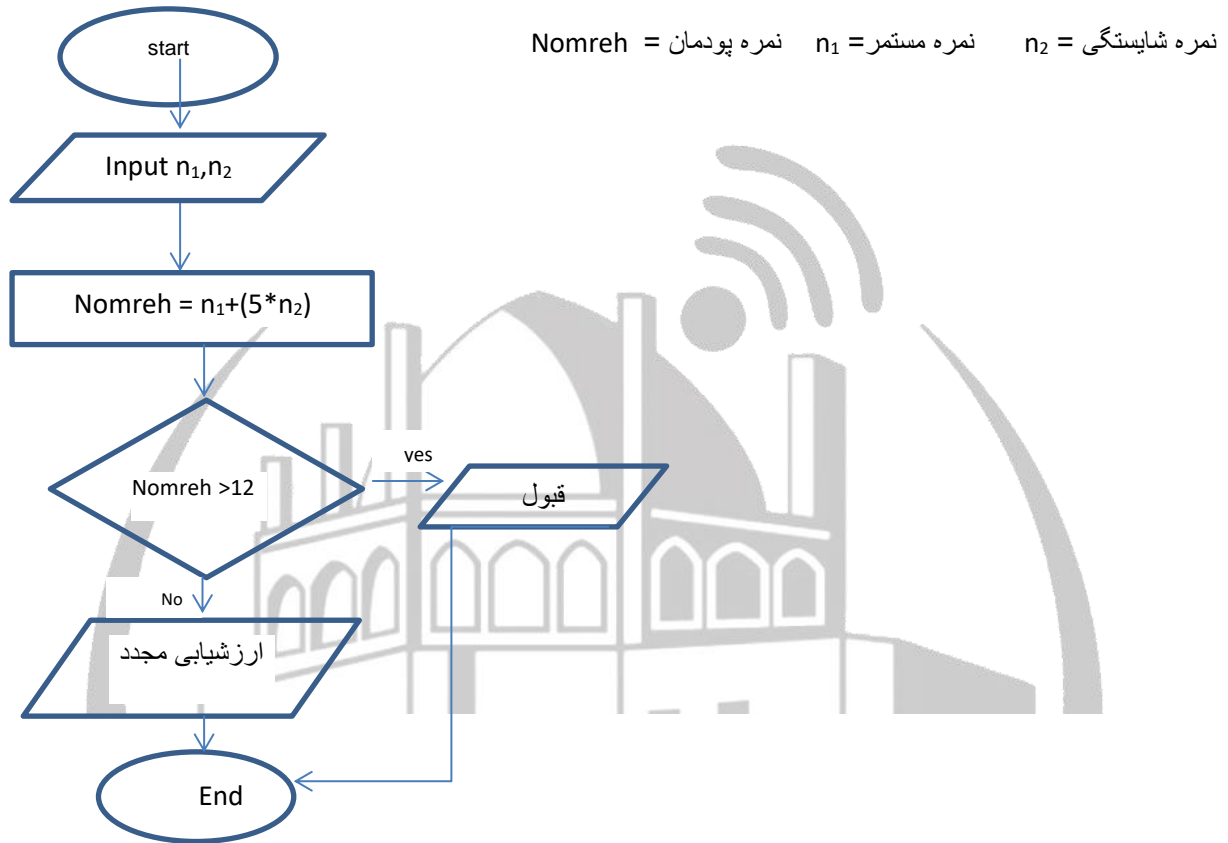 نمره شایستگی = n₂ نمره مستمر = n₁ نمره پودمان = Nomreh
start
Input n₁,n₂
Nomreh = n₁+(5*n₂)
Nomreh >12
yes
قبول
No
ارزشیابی مجدد
End